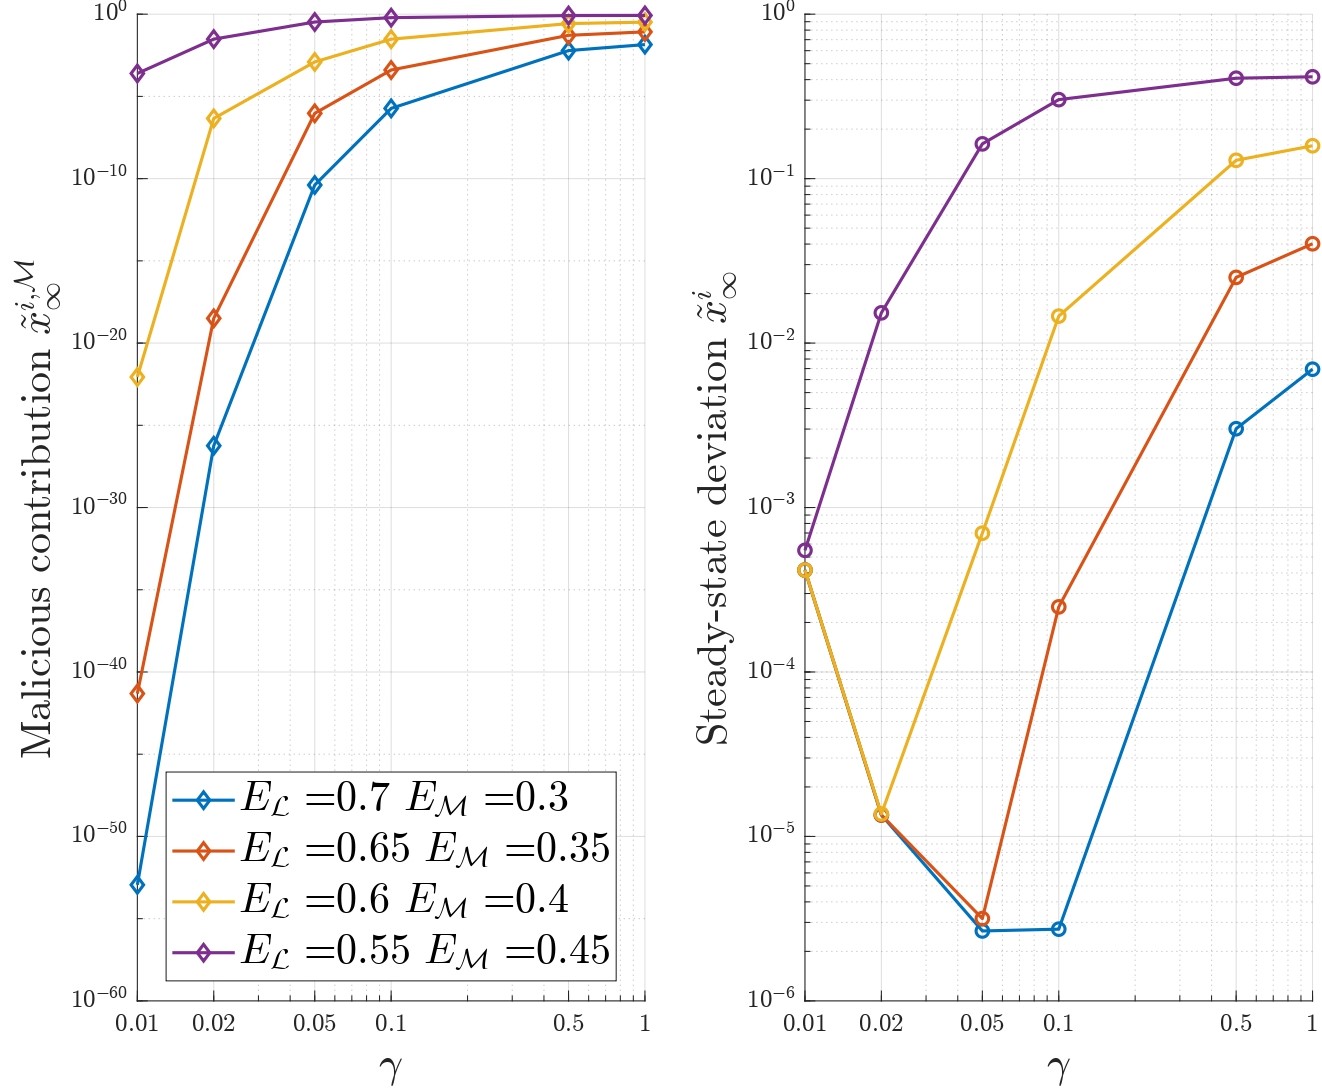 Malicious contribution x̃_∞^{i,ℳ}
10^0
10^{−10}
10^{−20}
10^{−30}
10^{−40}
10^{−50}
10^{−60}
E_ℒ =0.7 E_ℳ =0.3
E_ℒ =0.65 E_ℳ =0.35
E_ℒ =0.6 E_ℳ =0.4
E_ℒ =0.55 E_ℳ =0.45
0.01 0.02 0.05 0.1 0.5 1
γ
Steady-state deviation x̃_∞^i
10^0
10^{−1}
10^{−2}
10^{−3}
10^{−4}
10^{−5}
10^{−6}
0.01 0.02 0.05 0.1 0.5 1
γ